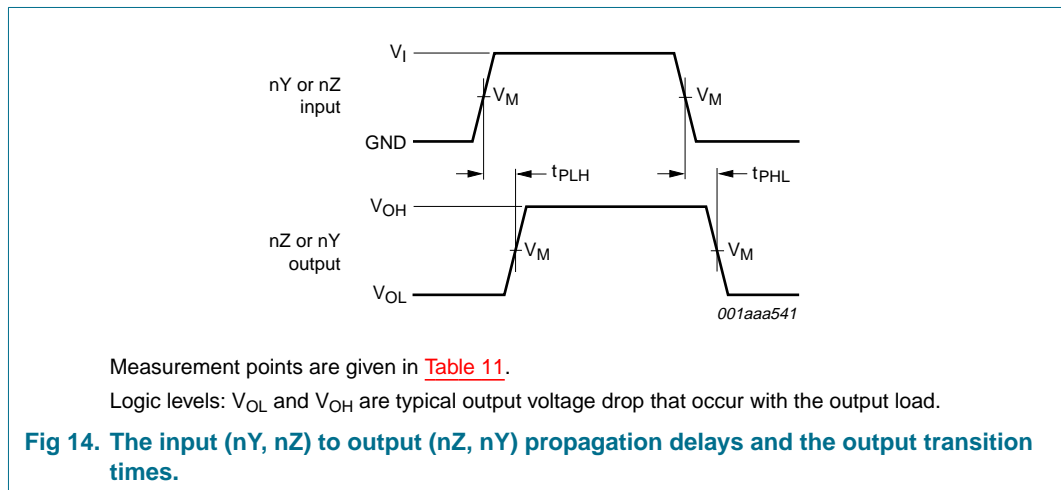 VI
nY or nZ
input
VM
VM
GND
tPLH
tPHL
VOH
nZ or nY
output
VM
VM
VOL
001aaa541
Measurement points are given in Table 11.
Logic levels: VOL and VOH are typical output voltage drop that occur with the output load.
Fig 14. The input (nY, nZ) to output (nZ, nY) propagation delays and the output transition
times.